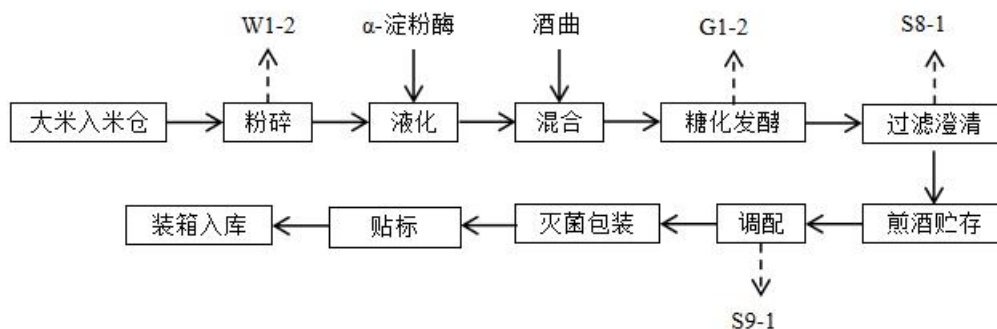 W1-2
α-淀粉酶
酒曲
G1-2
S8-1
大米入米仓
粉碎
液化
混合
糖化发酵
过滤澄清
装箱入库
贴标
灭菌包装
调配
煎酒贮存
S9-1